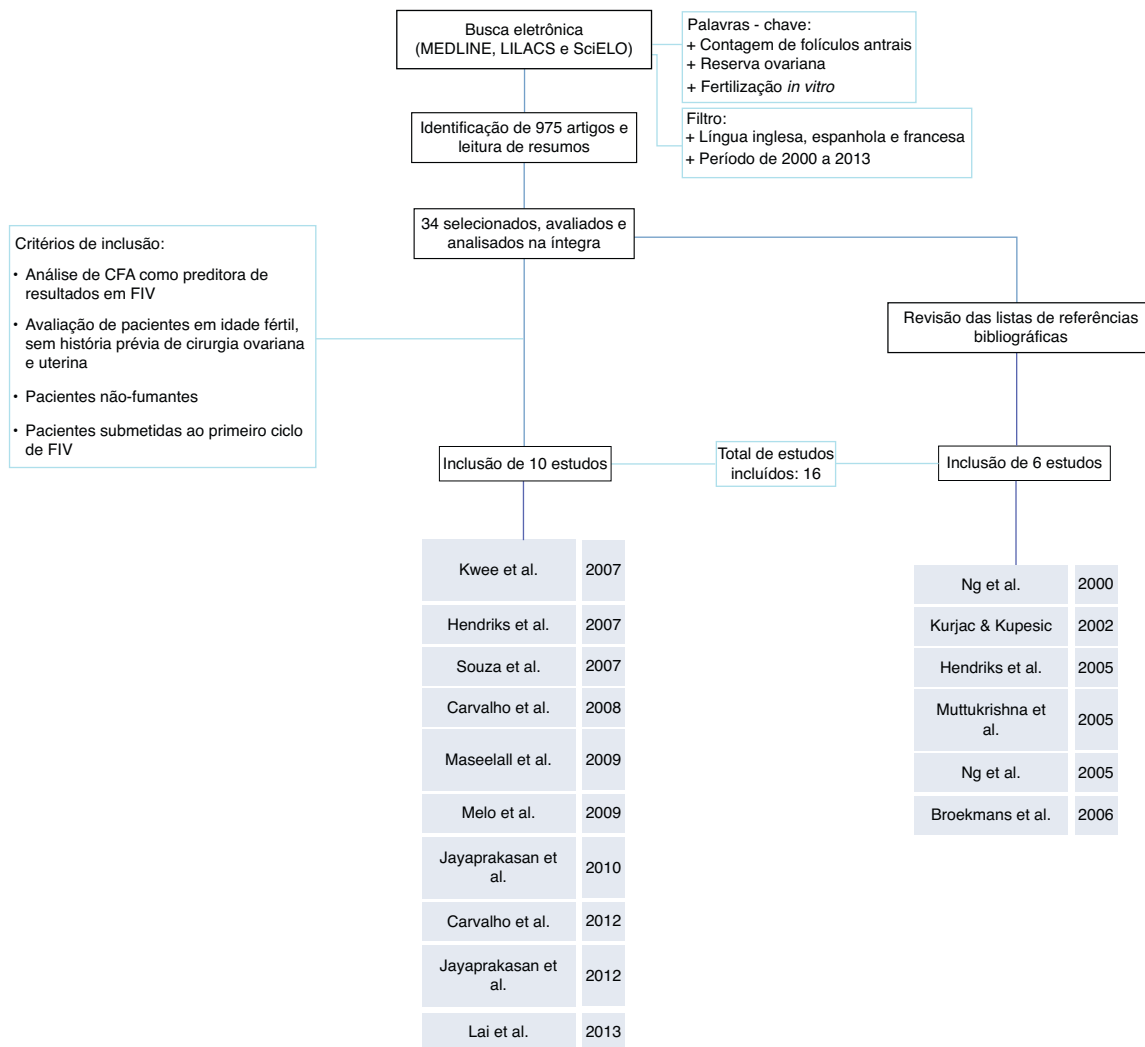 Busca eletrônica
(MEDLINE, LILACS e SciELO)
Palavras - chave:
+ Contagem de folículos antrais
+ Reserva ovariana
+ Fertilização in vitro
Filtro:
+ Língua inglesa, espanhola e francesa
+ Período de 2000 a 2013
Identificação de 975 artigos e
leitura de resumos
34 selecionados, avaliados e
analisados na íntegra
Critérios de inclusão:
• Análise de CFA como preditora de
resultados em FIV
• Avaliação de pacientes em idade fértil,
sem história prévia de cirurgia ovariana
e uterina
• Pacientes não-fumantes
• Pacientes submetidas ao primeiro ciclo
de FIV
Revisão das listas de referências
bibliográficas
Inclusão de 10 estudos
Total de estudos
incluídos: 16
Inclusão de 6 estudos
Kwee et al. 2007
Hendriks et al. 2007
Souza et al. 2007
Carvalho et al. 2008
Maseelall et al. 2009
Melo et al. 2009
Jayaprakasan et
al. 2010
Carvalho et al. 2012
Jayaprakasan et
al. 2012
Lai et al. 2013
Ng et al. 2000
Kurjac & Kupesic 2002
Hendriks et al. 2005
Muttukrishna et
al. 2005
Ng et al. 2005
Broekmans et al. 2006